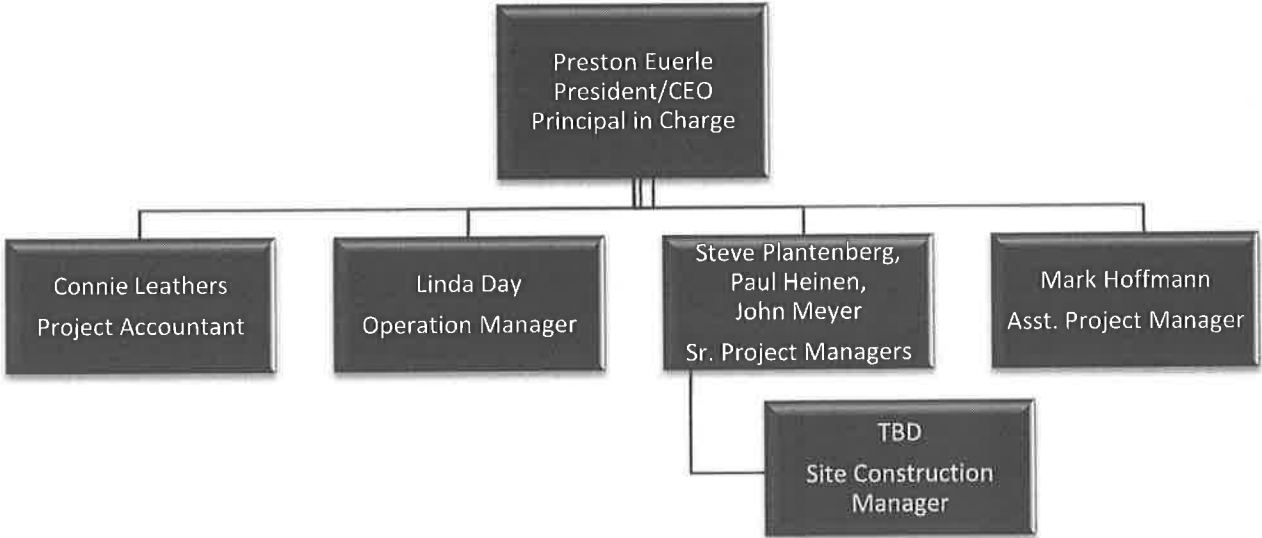 Preston Euerle
President/CEO
Principal in Charge
Connie Leathers
Project Accountant
Linda Day
Operation Manager
Steve Plantenberg,
Paul Heinen,
John Meyer
Sr. Project Managers
Mark Hoffmann
Asst. Project Manager
TBD
Site Construction
Manager